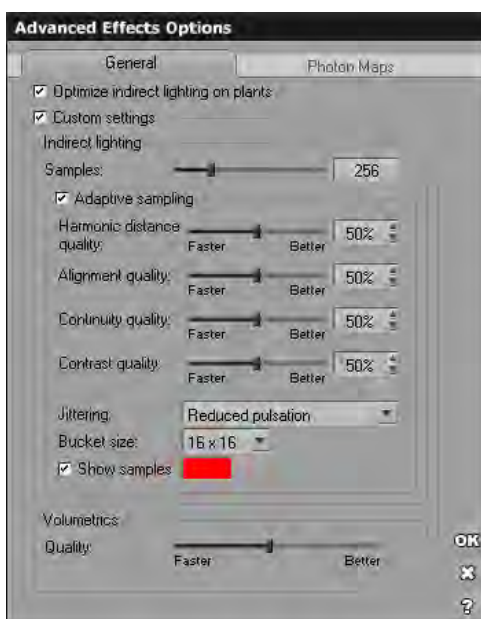 Advanced Effects Options
General
Photon Maps
Optimize indirect lighting on plants
Custom settings
Indirect lighting
Samples:
256
Adaptive sampling
Harmonic distance
quality:
Faster
Better
50%
Alignment quality:
Faster
Better
50%
Continuity quality:
Faster
Better
50%
Contrast quality:
Faster
Better
50%
Jittering:
Reduced pulsation
Bucket size:
16 x 16
Show samples
Volumetrics
Quality:
Faster
Better
OK
?